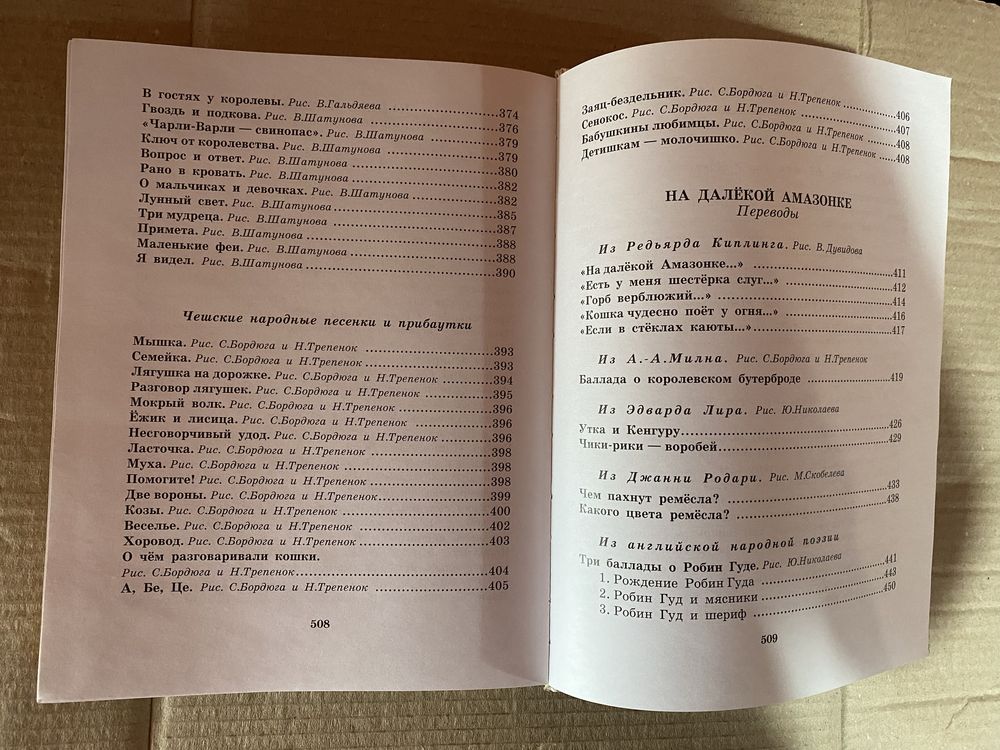 В гостях у королевы. Рис. В.Гальдяева ..... 374
Гвоздь и подкова. Рис. В.Шатунова ..... 376
«Чарли-Варли — свинопас». Рис. В.Шатунова ..... 379
Ключ от королевства. Рис. В.Шатунова ..... 379
Вопрос и ответ. Рис. В.Шатунова ..... 380
Рано в кровать. Рис. В.Шатунова ..... 382
О мальчиках и девочках. Рис. В.Шатунова ..... 382
Лунный свет. Рис. В.Шатунова ..... 385
Три мудреца. Рис. В.Шатунова ..... 387
Примета. Рис. В.Шатунова ..... 388
Маленькие феи. Рис. В.Шатунова ..... 388
Я видел. Рис. В.Шатунова ..... 390
Чешские народные песенки и прибаутки
Мышка. Рис. С.Бордюга и Н.Трепенок ..... 393
Семейка. Рис. С.Бордюга и Н.Трепенок ..... 393
Лягушка на дорожке. Рис. С.Бордюга и Н.Трепенок ..... 394
Разговор лягушек. Рис. С.Бордюга и Н.Трепенок ..... 395
Мокрый волк. Рис. С.Бордюга и Н.Трепенок ..... 396
Ёжик и лисица. Рис. С.Бордюга и Н.Трепенок ..... 396
Несговорчивый удод. Рис. С.Бордюга и Н.Трепенок ..... 396
Ласточка. Рис. С.Бордюга и Н.Трепенок ..... 398
Муха. Рис. С.Бордюга и Н.Трепенок ..... 398
Помогите! Рис. С.Бордюга и Н.Трепенок ..... 398
Две вороны. Рис. С.Бордюга и Н.Трепенок ..... 399
Козы. Рис. С.Бордюга и Н.Трепенок ..... 400
Веселье. Рис. С.Бордюга и Н.Трепенок ..... 402
Хоровод. Рис. С.Бордюга и Н.Трепенок ..... 403
О чём разговаривали кошки.
Рис. С.Бордюга и Н.Трепенок ..... 404
А, Бе, Це. Рис. С.Бордюга и Н.Трепенок ..... 405
508
Заяц-бездельник. Рис. С.Бордюга и Н.Трепенок ..... 406
Сенокос. Рис. С.Бордюга и Н.Трепенок ..... 407
Бабушкины любимцы. Рис. С.Бордюга и Н.Трепенок ..... 408
Детишкам — молочишко. Рис. С.Бордюга и Н.Трепенок ..... 408
НА ДАЛЁКОЙ АМАЗОНКЕ
Переводы
Из Редьярда Киплинга. Рис. В.Дувидова
«На далёкой Амазонке...» ..... 411
«Есть у меня шестёрка слуг...» ..... 412
«Горб верблюжий...» ..... 414
«Кошка чудесно поёт у огня...» ..... 416
«Если в стёклах каюты...» ..... 417
Из А.-А.Милна. Рис. С.Бордюга и Н.Трепенок
Баллада о королевском бутерброде ..... 419
Из Эдварда Лира. Рис. Ю.Николаева
Утка и Кенгуру ..... 426
Чики-рики — воробей ..... 429
Из Джанни Родари. Рис. М.Скобелева
Чем пахнут ремёсла? ..... 433
Какого цвета ремёсла? ..... 438
Из английской народной поэзии
Три баллады о Робин Гуде. Рис. Ю.Николаева
1. Рождение Робин Гуда ..... 441
2. Робин Гуд и мясники ..... 443
3. Робин Гуд и шериф ..... 450
509